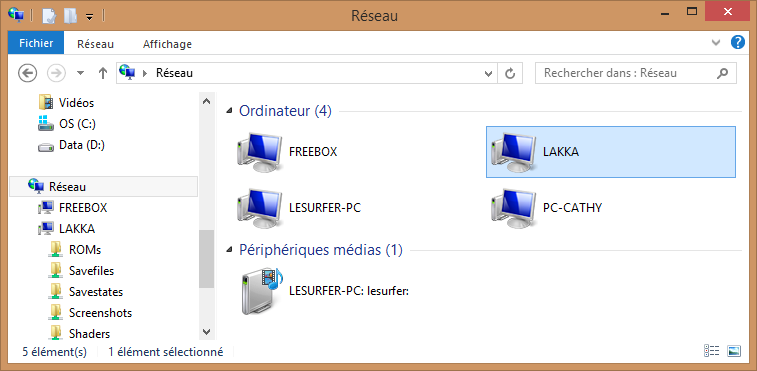 Réseau
Fichier Réseau Affichage
Réseau
Rechercher dans : Réseau
Vidéos
OS (C:)
Data (D:)
Réseau
FREEBOX
LAKKA
ROMs
Savefiles
Savestates
Screenshots
Shaders
Ordinateur (4)
FREEBOX
LAKKA
LESURFER-PC
PC-CATHY
Périphériques médias (1)
LESURFER-PC: lesurfer:
5 élément(s) 1 élément sélectionné